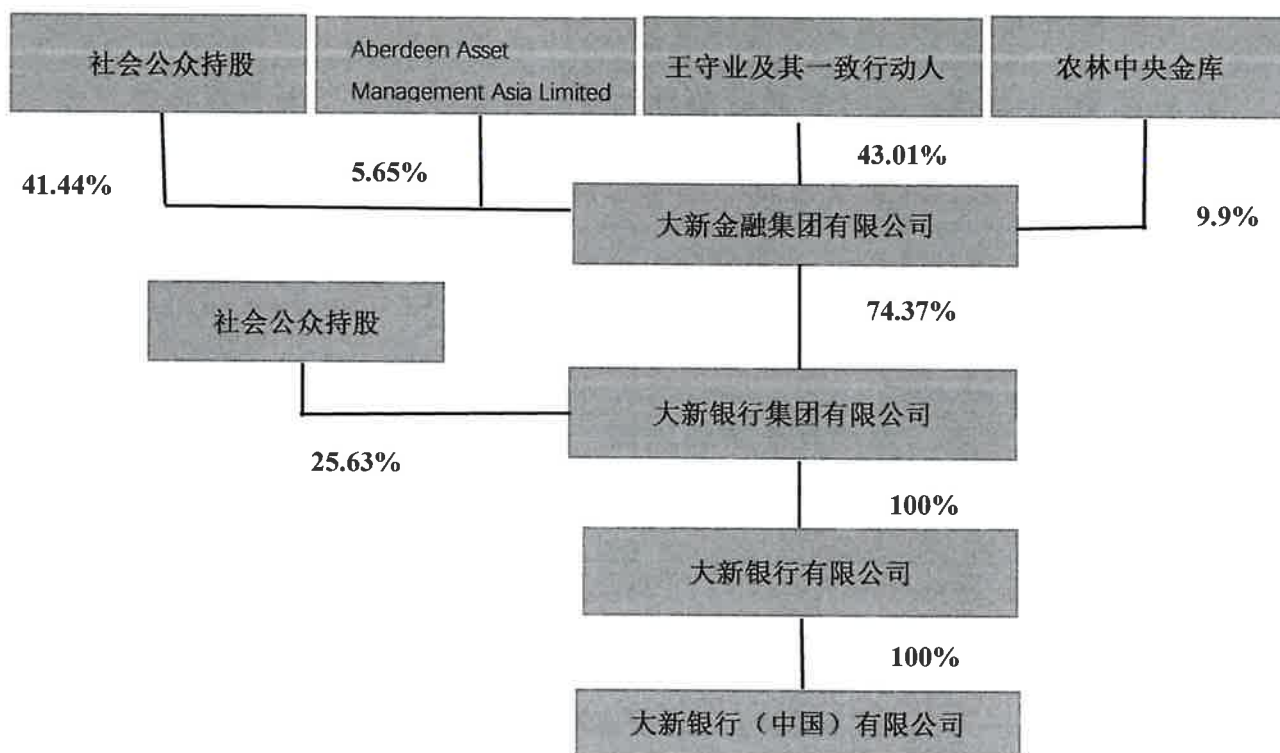 社会公众持股
Aberdeen Asset
Management Asia Limited
王守业及其一致行动人
农林中央金库
41.44%
5.65%
43.01%
9.9%
大新金融集团有限公司
74.37%
社会公众持股
大新银行集团有限公司
25.63%
100%
大新银行有限公司
100%
大新银行（中国）有限公司